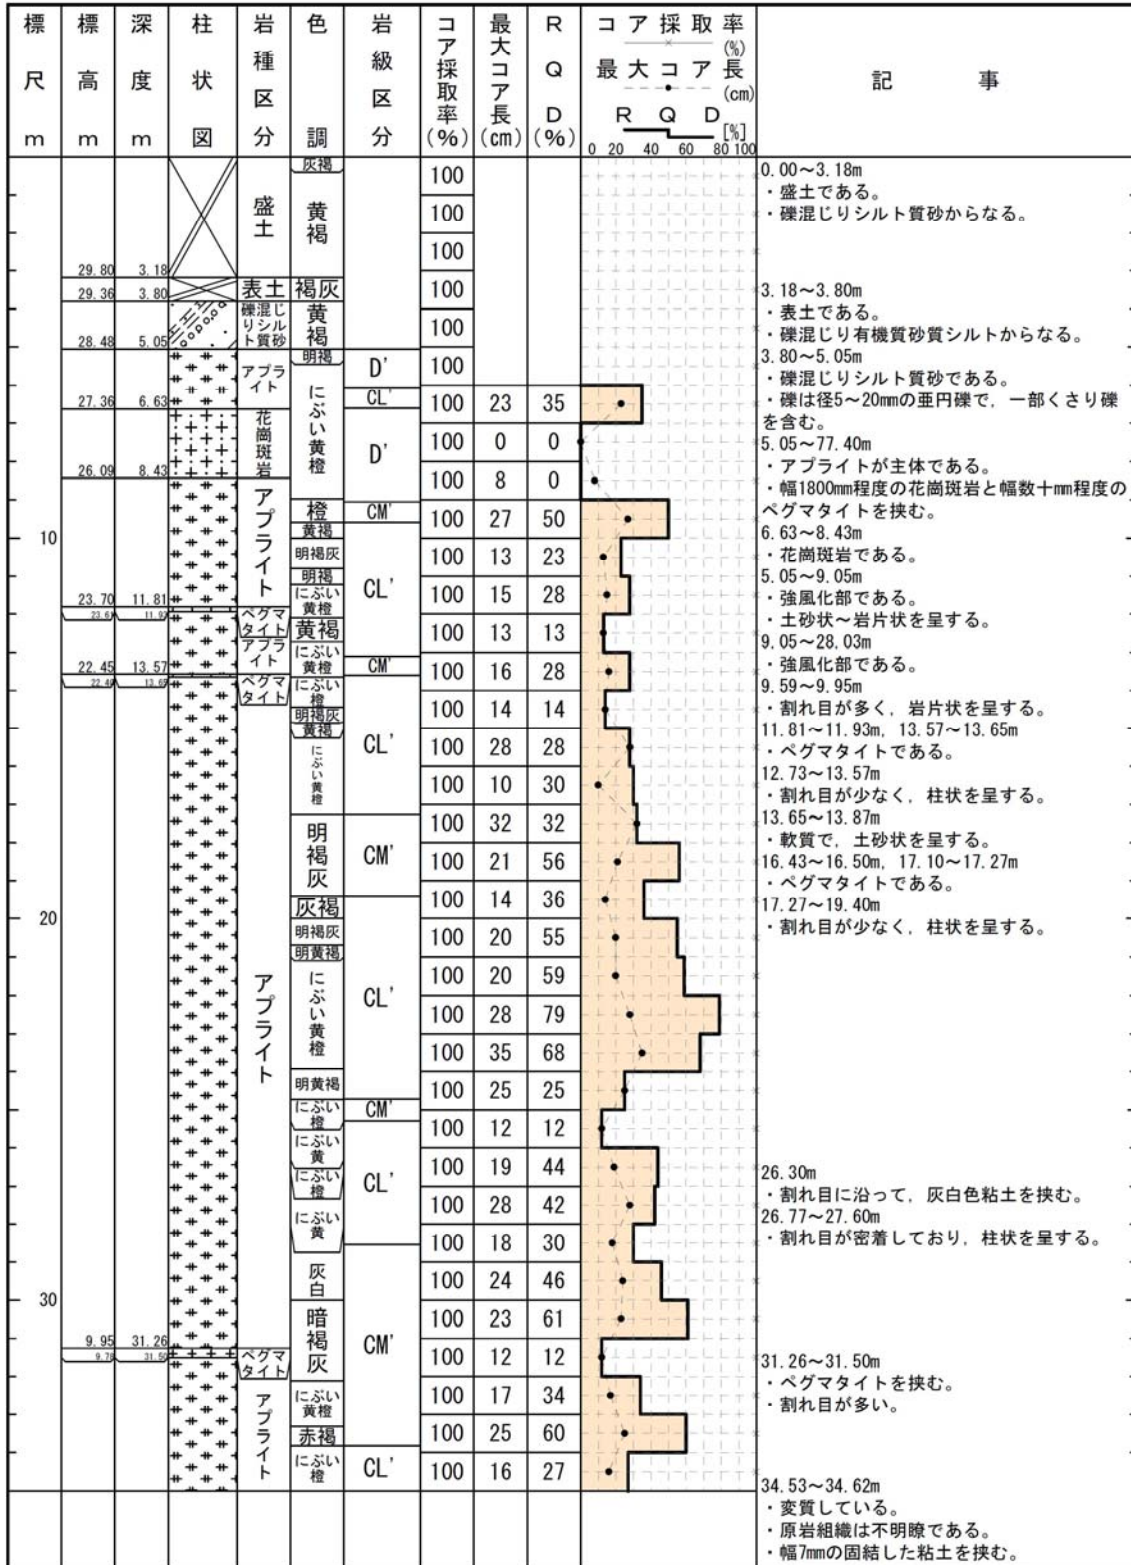 標尺 m
標高 m
深度 m
柱状図
岩種区分
色調
岩級区分
コア採取率(%)
最大コア長(cm)
RQD(%)
コア採取率
(%)
最大コア長
(cm)
RQD
[%]
0 20 40 60 80 100
記事
29.80 3.18
29.36 3.80
28.48 5.05
27.36 6.63
26.09 8.43
10
23.70 11.81
11.93
22.45 13.57
13.65
20
30
9.95 31.26
9.78 31.50
盛土
表土
礫混じりシルト質砂
アプライト
花崗斑岩
アプライト
ペグマタイト
アプライト
ペグマタイト
アプライト
ペグマタイト
アプライト
灰褐
黄褐
褐灰
黄褐
明褐
にぶい黄橙
橙
黄褐
明褐灰
明褐
にぶい黄橙
黄褐
にぶい黄橙
にぶい橙
明褐灰
黄褐
にぶい黄橙
明褐灰
灰褐
明褐灰
明黄褐
にぶい黄橙
明黄褐
にぶい橙
にぶい黄
にぶい橙
にぶい黄
灰白
暗褐灰
にぶい黄橙
赤褐
にぶい橙
D'
CL'
D'
CM'
CL'
CM'
CL'
CM'
CL'
CM'
CL'
CM'
CL'
100
100
100
100
100
100
100 23 35
100 0 0
100 8 0
100 27 50
100 13 23
100 15 28
100 13 13
100 16 28
100 14 14
100 28 28
100 10 30
100 32 32
100 21 56
100 14 36
100 20 55
100 20 59
100 28 79
100 35 68
100 25 25
100 12 12
100 19 44
100 28 42
100 18 30
100 24 46
100 23 61
100 12 12
100 17 34
100 25 60
100 16 27
0.00～3.18m
・盛土である。
・礫混じりシルト質砂からなる。
3.18～3.80m
・表土である。
・礫混じり有機質砂質シルトからなる。
3.80～5.05m
・礫混じりシルト質砂である。
・礫は径5～20mmの亜円礫で，一部くさり礫
を含む。
5.05～77.40m
・アプライトが主体である。
・幅1800mm程度の花崗斑岩と幅数十mm程度の
ペグマタイトを挟む。
6.63～8.43m
・花崗斑岩である。
5.05～9.05m
・強風化部である。
・土砂状～岩片状を呈する。
9.05～28.03m
・強風化部である。
9.59～9.95m
・割れ目が多く，岩片状を呈する。
11.81～11.93m，13.57～13.65m
・ペグマタイトである。
12.73～13.57m
・割れ目が少なく，柱状を呈する。
13.65～13.87m
・軟質で，土砂状を呈する。
16.43～16.50m，17.10～17.27m
・ペグマタイトである。
17.27～19.40m
・割れ目が少なく，柱状を呈する。
26.30m
・割れ目に沿って，灰白色粘土を挟む。
26.77～27.60m
・割れ目が密着しており，柱状を呈する。
31.26～31.50m
・ペグマタイトを挟む。
・割れ目が多い。
34.53～34.62m
・変質している。
・原岩組織は不明瞭である。
・幅7mmの固結した粘土を挟む。